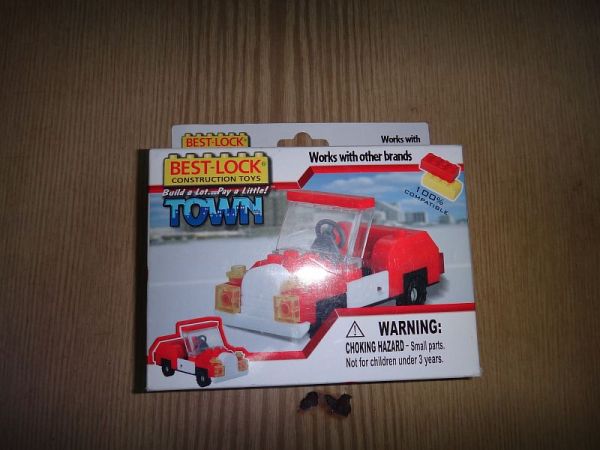 BEST-LOCK®
Works with
BEST-LOCK®
CONSTRUCTION TOYS
Build a Lot...Pay a Little!
TOWN
Works with other brands
100%
COMPATIBLE
WARNING:
CHOKING HAZARD - Small parts.
Not for children under 3 years.